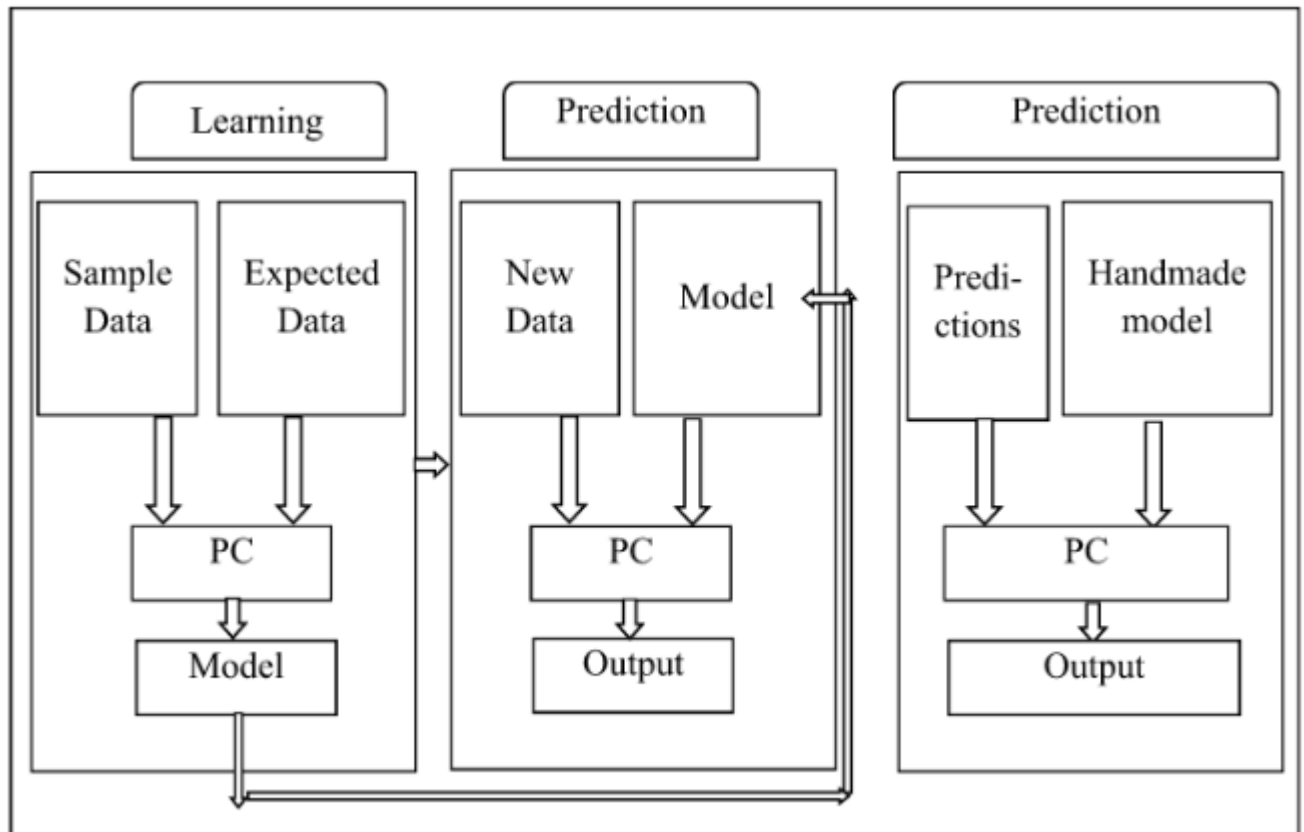 Learning
Sample
Data
Expected
Data
PC
Model
Prediction
New
Data
Model
PC
Output
Prediction
Predi-
ctions
Handmade
model
PC
Output